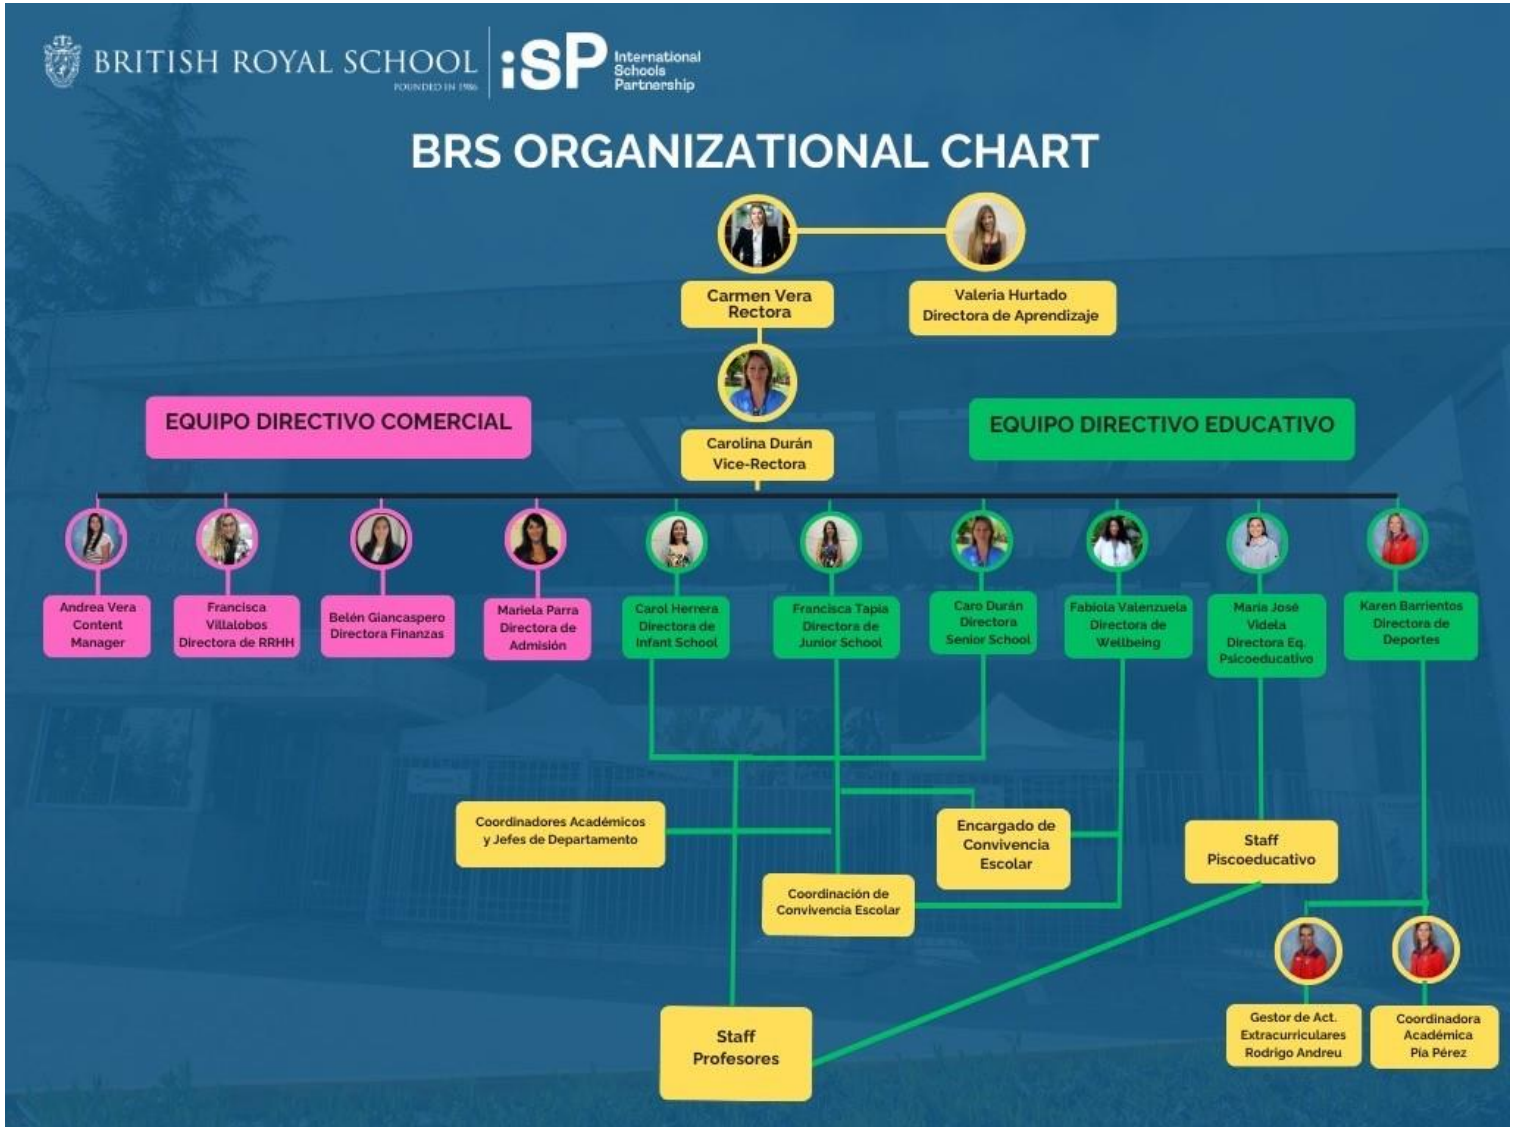 BRITISH ROYAL SCHOOL
FOUNDED IN 1986
iSP
International
Schools
Partnership
BRS ORGANIZATIONAL CHART
Carmen Vera
Rectora
Valeria Hurtado
Directora de Aprendizaje
EQUIPO DIRECTIVO COMERCIAL
EQUIPO DIRECTIVO EDUCATIVO
Carolina Durán
Vice-Rectora
Andrea Vera
Content
Manager
Francisca
Villalobos
Directora de RRHH
Belén Giancaspero
Directora Finanzas
Mariela Parra
Directora de
Admisión
Carol Herrera
Directora de
Infant School
Francisca Tapia
Directora de
Junior School
Caro Durán
Directora
Senior School
Fabiola Valenzuela
Directora de
Wellbeing
María José
Videla
Directora Eq.
Psicoeducativo
Karen Barrientos
Directora de
Deportes
Coordinadores Académicos
y Jefes de Departamento
Encargado de
Convivencia
Escolar
Staff
Piscoeducativo
Coordinación de
Convivencia Escolar
Staff
Profesores
Gestor de Act.
Extracurriculares
Rodrigo Andreu
Coordinadora
Académica
Pía Pérez